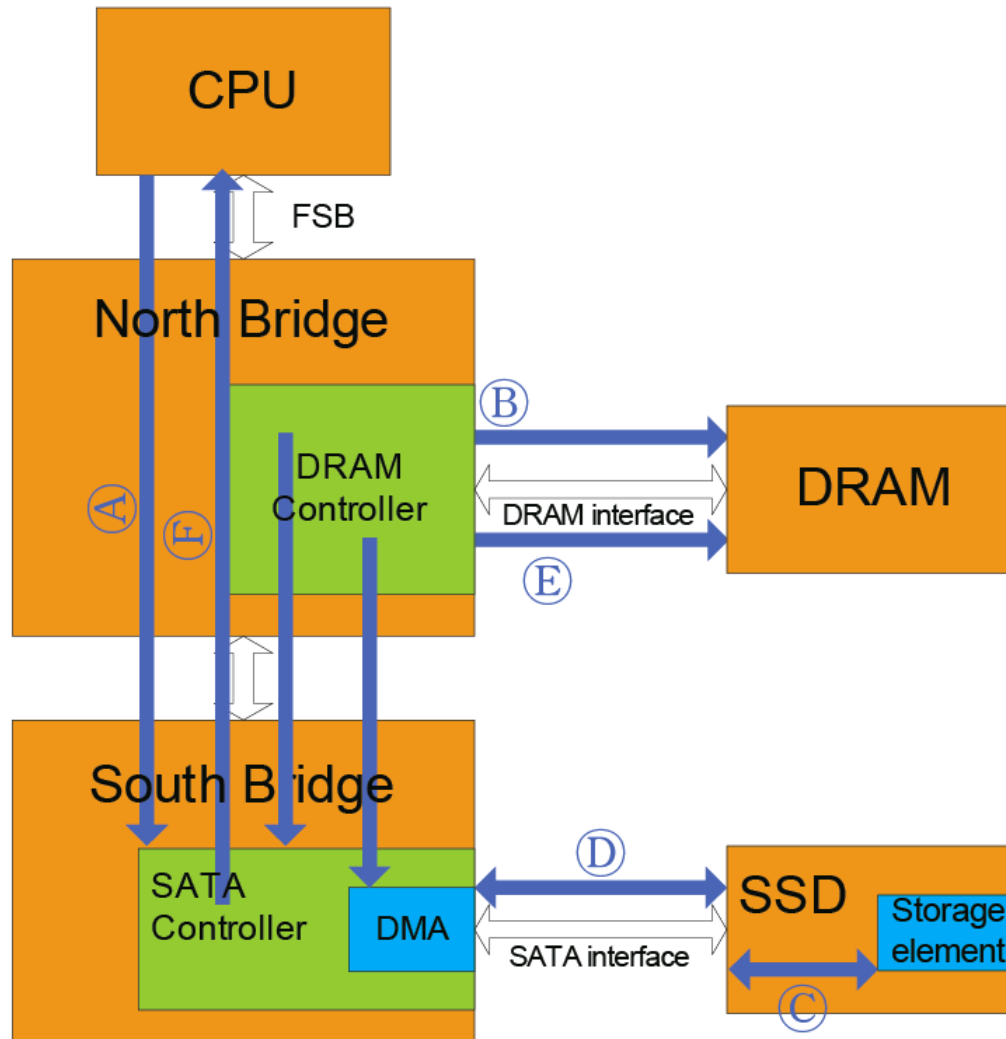 CPU
FSB
North Bridge
Ⓑ
DRAM
Controller
DRAM
Ⓐ
Ⓕ
DRAM interface
Ⓔ
South Bridge
Ⓓ
SATA
Controller
DMA
SSD
Storage
element
SATA interface
Ⓒ